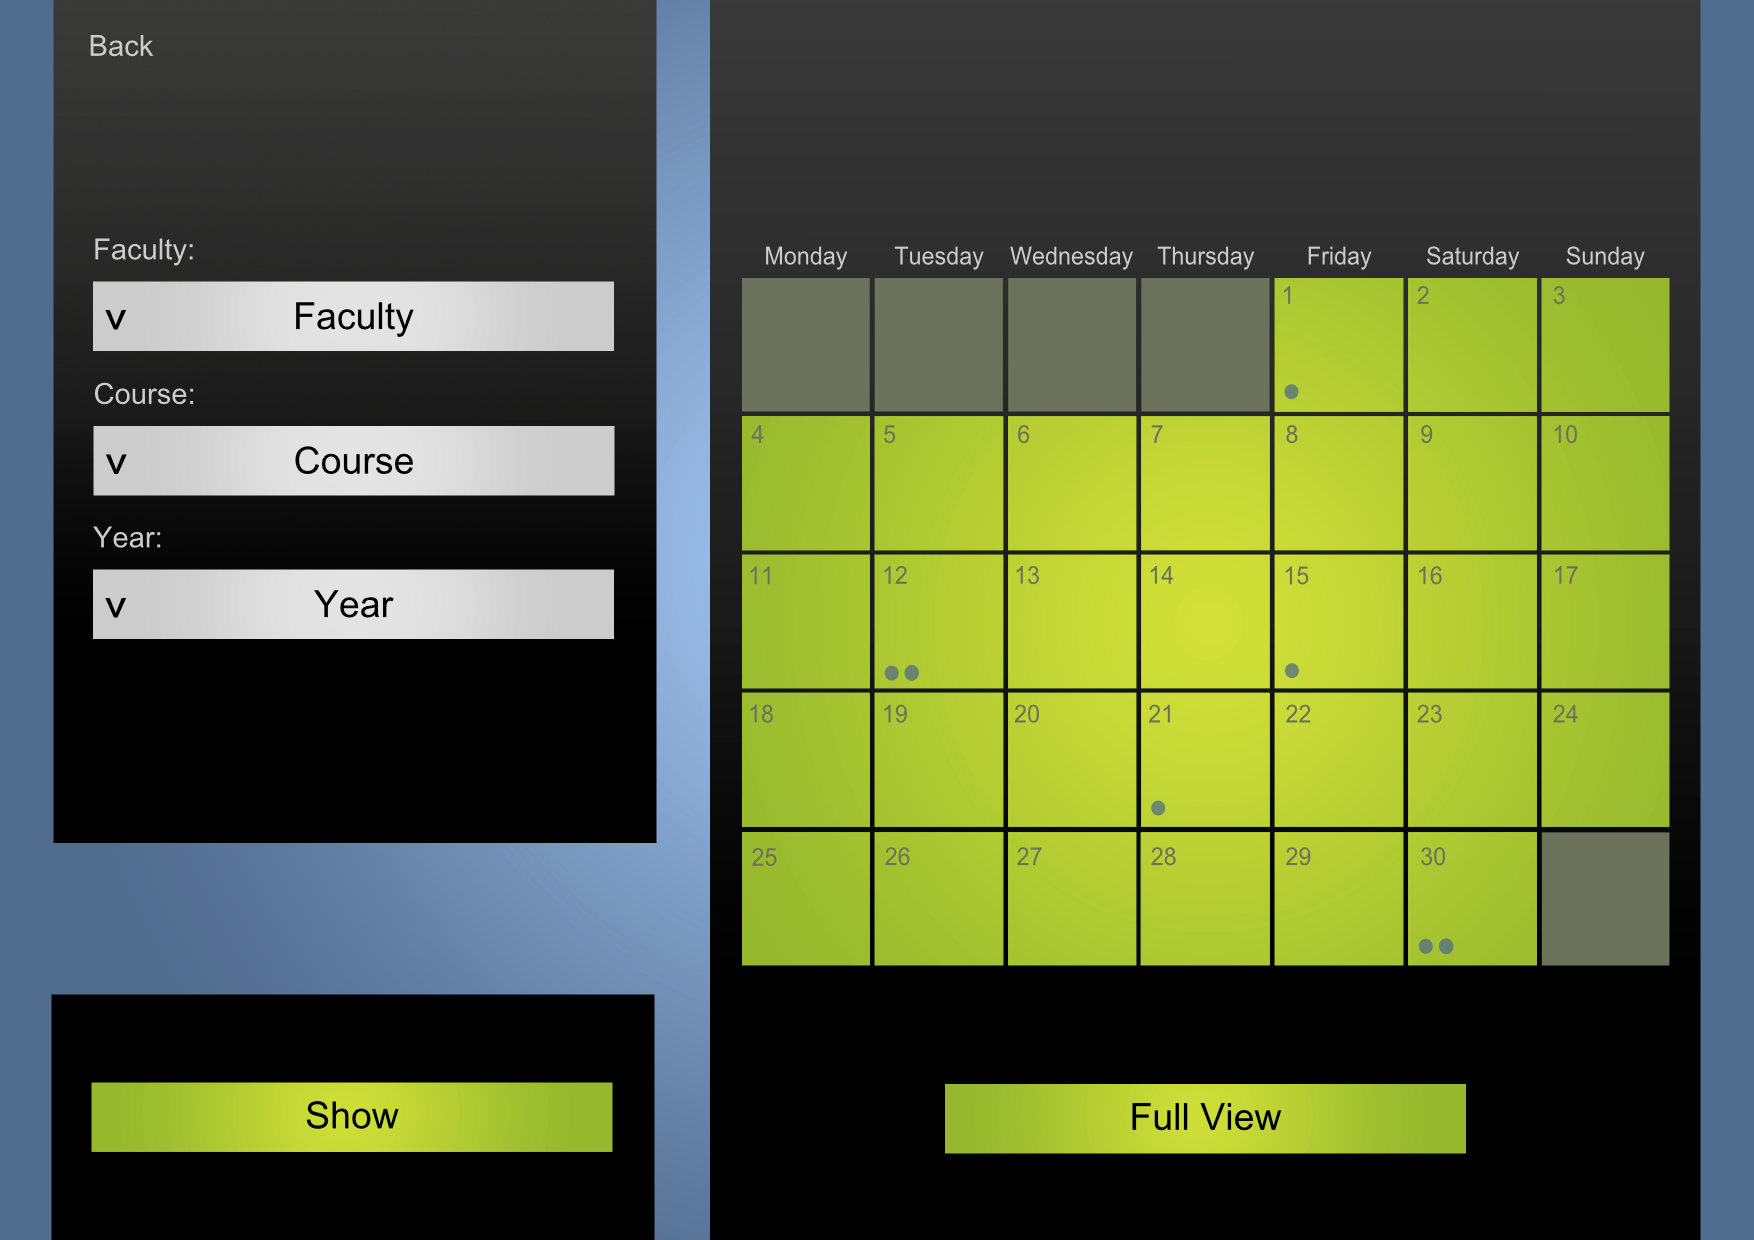 Back
Faculty:
v Faculty
Course:
v Course
Year:
v Year
Show
Monday Tuesday Wednesday Thursday Friday Saturday Sunday
1 2 3
4 5 6 7 8 9 10
11 12 13 14 15 16 17
18 19 20 21 22 23 24
25 26 27 28 29 30
Full View